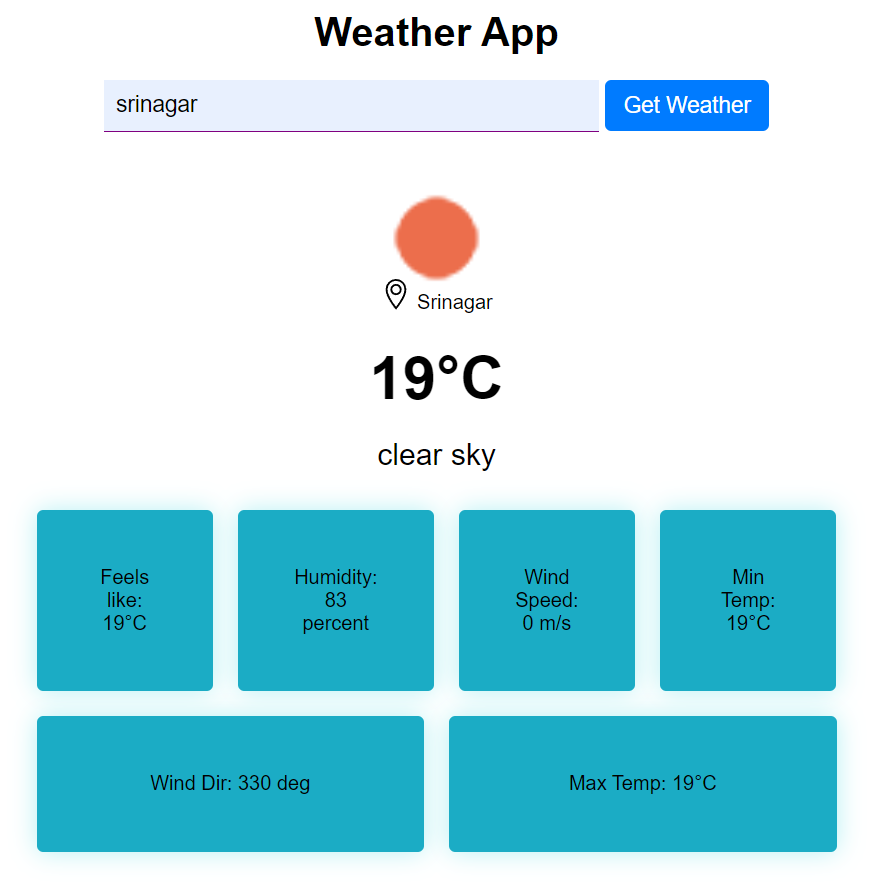 Weather App
srinagar
Get Weather
Srinagar
19°C
clear sky
Feels
like:
19°C
Humidity:
83
percent
Wind
Speed:
0 m/s
Min
Temp:
19°C
Wind Dir: 330 deg
Max Temp: 19°C